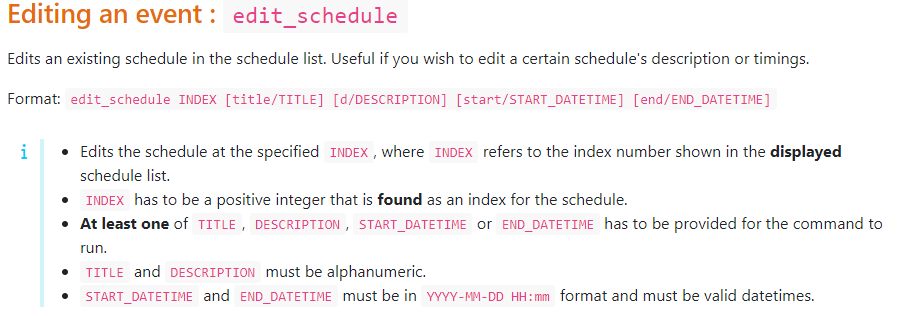 Editing an event : edit_schedule
Edits an existing schedule in the schedule list. Useful if you wish to edit a certain schedule's description or timings.
Format: edit_schedule INDEX [title/TITLE] [d/DESCRIPTION] [start/START_DATETIME] [end/END_DATETIME]
i • Edits the schedule at the specified INDEX, where INDEX refers to the index number shown in the displayed
schedule list.
• INDEX has to be a positive integer that is found as an index for the schedule.
• At least one of TITLE, DESCRIPTION, START_DATETIME or END_DATETIME has to be provided for the command to
run.
• TITLE and DESCRIPTION must be alphanumeric.
• START_DATETIME and END_DATETIME must be in YYYY-MM-DD HH:mm format and must be valid datetimes.